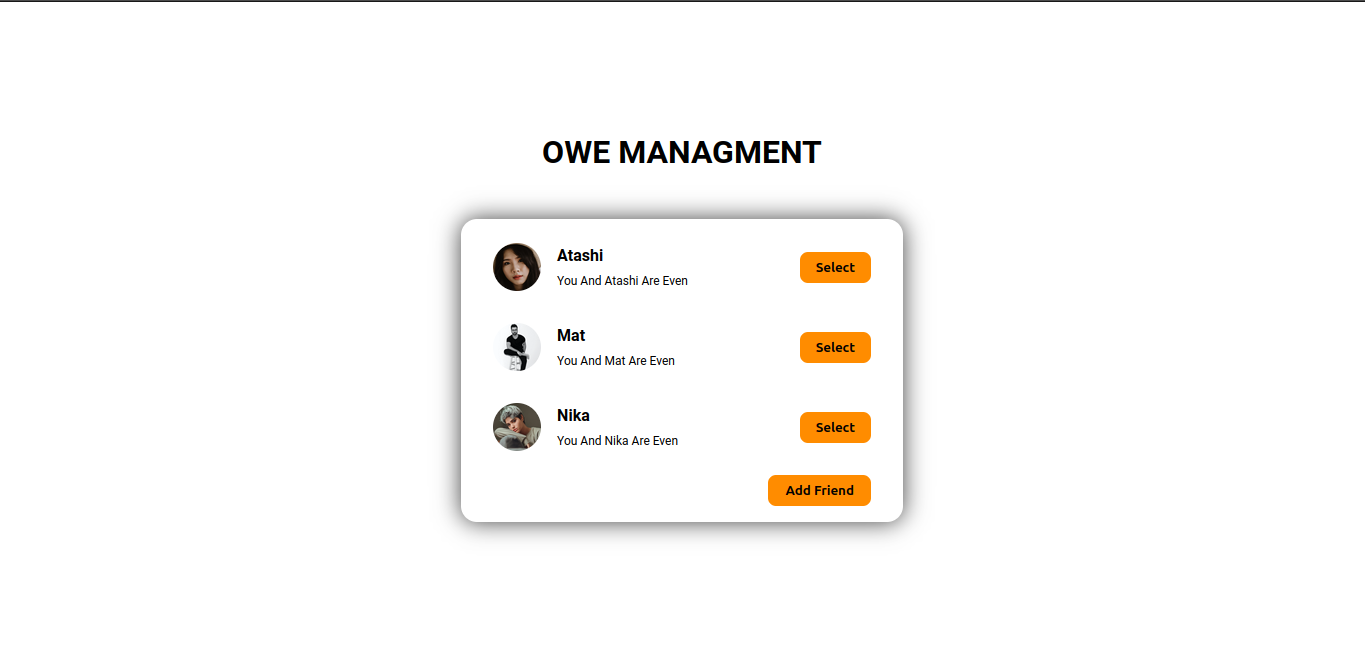 OWE MANAGMENT
Atashi
You And Atashi Are Even
Select
Mat
You And Mat Are Even
Select
Nika
You And Nika Are Even
Select
Add Friend